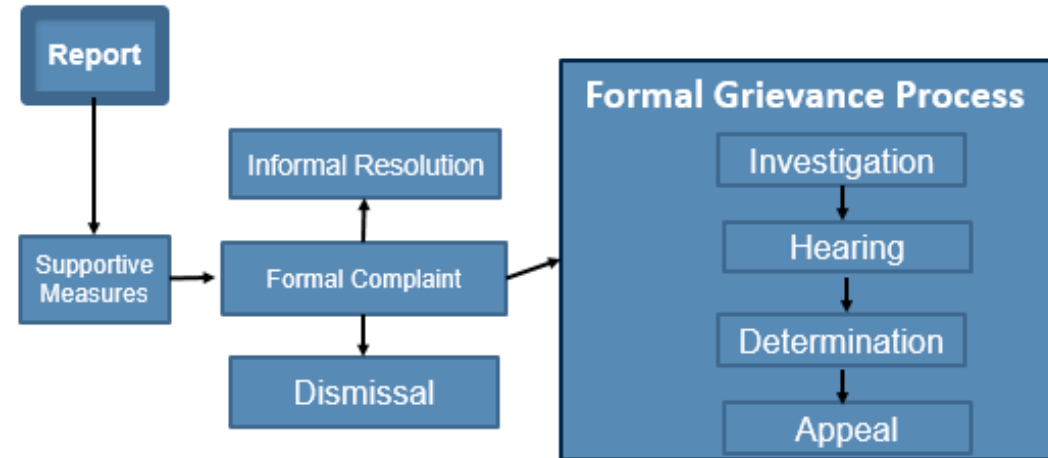 Report
Supportive
Measures
Informal Resolution
Formal Complaint
Dismissal
Formal Grievance Process
Investigation
Hearing
Determination
Appeal